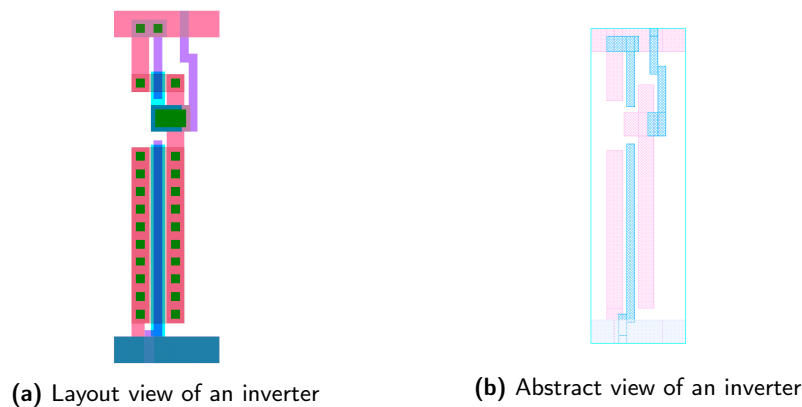 (a) Layout view of an inverter
(b) Abstract view of an inverter